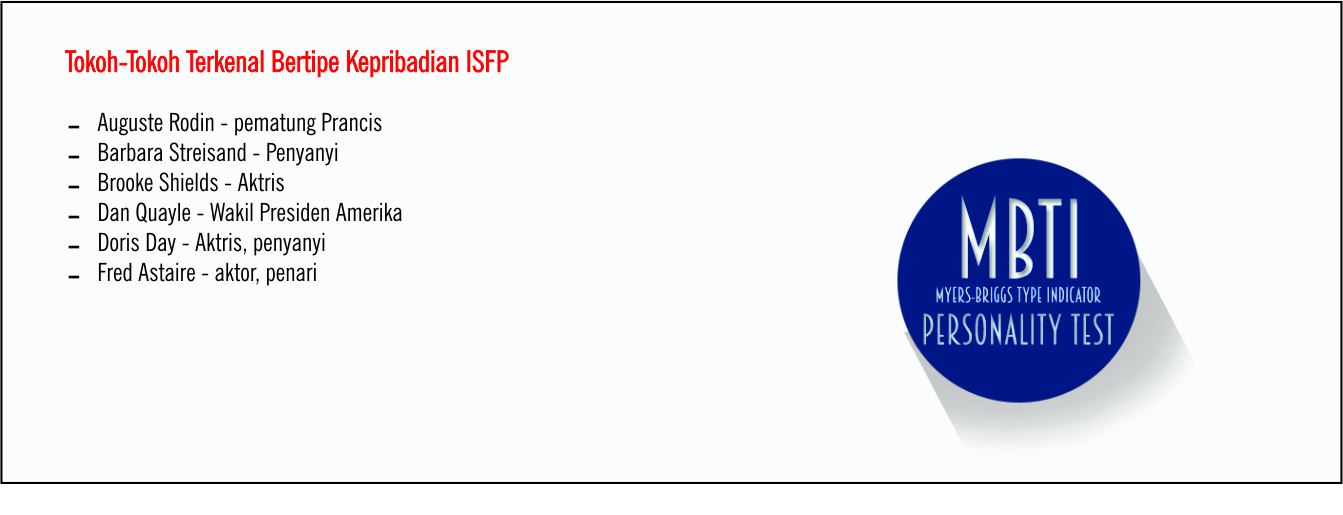 Tokoh-Tokoh Terkenal Bertipe Kepribadian ISFP
- Auguste Rodin - pematung Prancis
- Barbara Streisand - Penyanyi
- Brooke Shields - Aktris
- Dan Quayle - Wakil Presiden Amerika
- Doris Day - Aktris, penyanyi
- Fred Astaire - aktor, penari
MBTI
MYERS-BRIGGS TYPE INDICATOR
PERSONALITY TEST